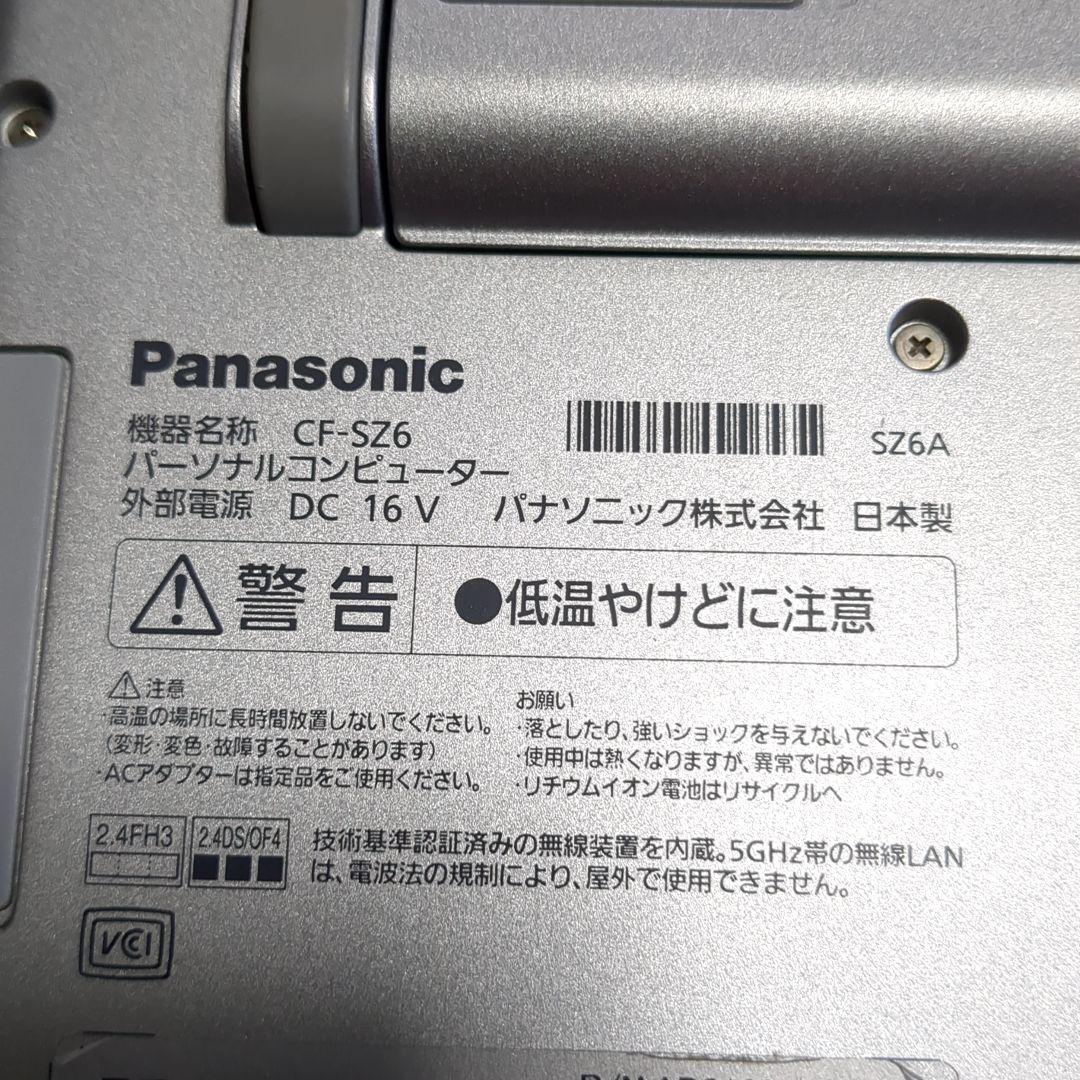 Panasonic
機器名称 CF-SZ6
SZ6A
パーソナルコンピューター
外部電源 DC 16 V パナソニック株式会社 日本製
警告 ●低温やけどに注意
注意
・高温の場所に長時間放置しないでください。
(変形・変色・故障することがあります)
・ACアダプターは指定品をご使用ください。
お願い
・落としたり、強いショックを与えないでください。
・使用中は熱くなりますが、異常ではありません。
・リチウムイオン電池はリサイクルへ
2.4FH3 2.4DS/OF4
技術基準認証済みの無線装置を内蔵。5GHz帯の無線LAN
は、電波法の規制により、屋外で使用できません。
VCCI